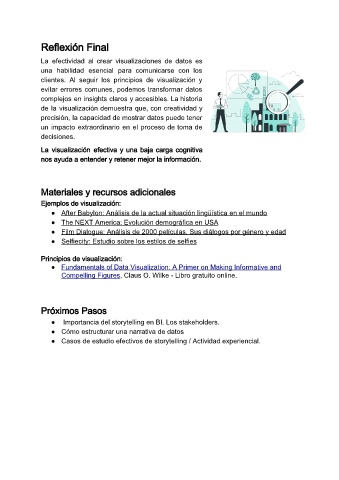 Reflexión Final
La efectividad al crear visualizaciones de datos es
una habilidad esencial para comunicarse con los
clientes. Al seguir los principios de visualización y
evitar errores comunes, podemos transformar datos
complejos en insights claros y accesibles. La historia
de la visualización demuestra que, con creatividad y
precisión, la capacidad de mostrar datos puede tener
un impacto extraordinario en el proceso de toma de
decisiones.
La visualización efectiva y una baja carga cognitiva
nos ayuda a entender y retener mejor la información.
Materiales y recursos adicionales
Ejemplos de visualización:
● After Babylon: Análisis de la actual situación lingüística en el mundo
● The NEXT America: Evolución demográfica en USA
● Film Dialogue: Análisis de 2000 películas. Sus diálogos por género y edad
● Selfiecity: Estudio sobre los estilos de selfies
Principios de visualización:
● Fundamentals of Data Visualization: A Primer on Making Informative and
Compelling Figures, Claus O. Wilke - Libro gratuito online.
Próximos Pasos
● Importancia del storytelling en BI. Los stakeholders.
● Cómo estructurar una narrativa de datos
● Casos de estudio efectivos de storytelling / Actividad experiencial.